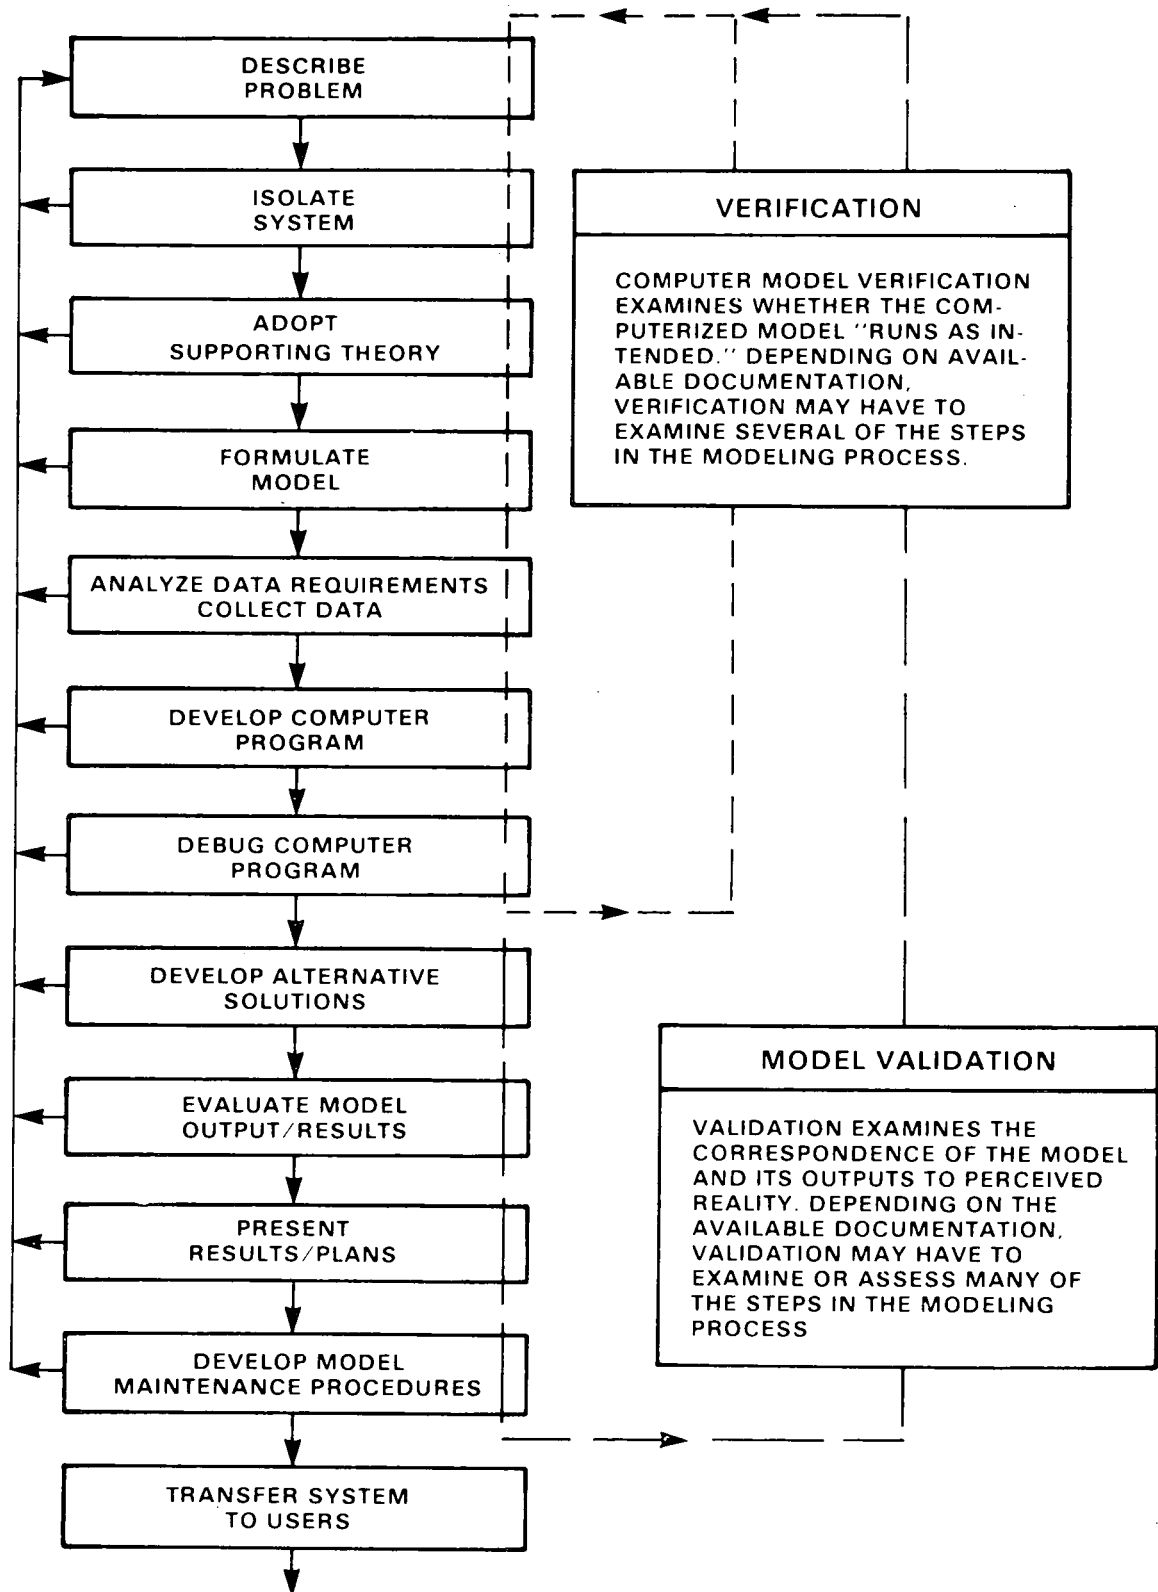 DESCRIBE
PROBLEM
ISOLATE
SYSTEM
ADOPT
SUPPORTING THEORY
FORMULATE
MODEL
ANALYZE DATA REQUIREMENTS
COLLECT DATA
DEVELOP COMPUTER
PROGRAM
DEBUG COMPUTER
PROGRAM
DEVELOP ALTERNATIVE
SOLUTIONS
EVALUATE MODEL
OUTPUT/RESULTS
PRESENT
RESULTS/PLANS
DEVELOP MODEL
MAINTENANCE PROCEDURES
TRANSFER SYSTEM
TO USERS
VERIFICATION
COMPUTER MODEL VERIFICATION
EXAMINES WHETHER THE COM-
PUTERIZED MODEL "RUNS AS IN-
TENDED." DEPENDING ON AVAIL-
ABLE DOCUMENTATION,
VERIFICATION MAY HAVE TO
EXAMINE SEVERAL OF THE STEPS
IN THE MODELING PROCESS.
MODEL VALIDATION
VALIDATION EXAMINES THE
CORRESPONDENCE OF THE MODEL
AND ITS OUTPUTS TO PERCEIVED
REALITY. DEPENDING ON THE
AVAILABLE DOCUMENTATION,
VALIDATION MAY HAVE TO
EXAMINE OR ASSESS MANY OF
THE STEPS IN THE MODELING
PROCESS